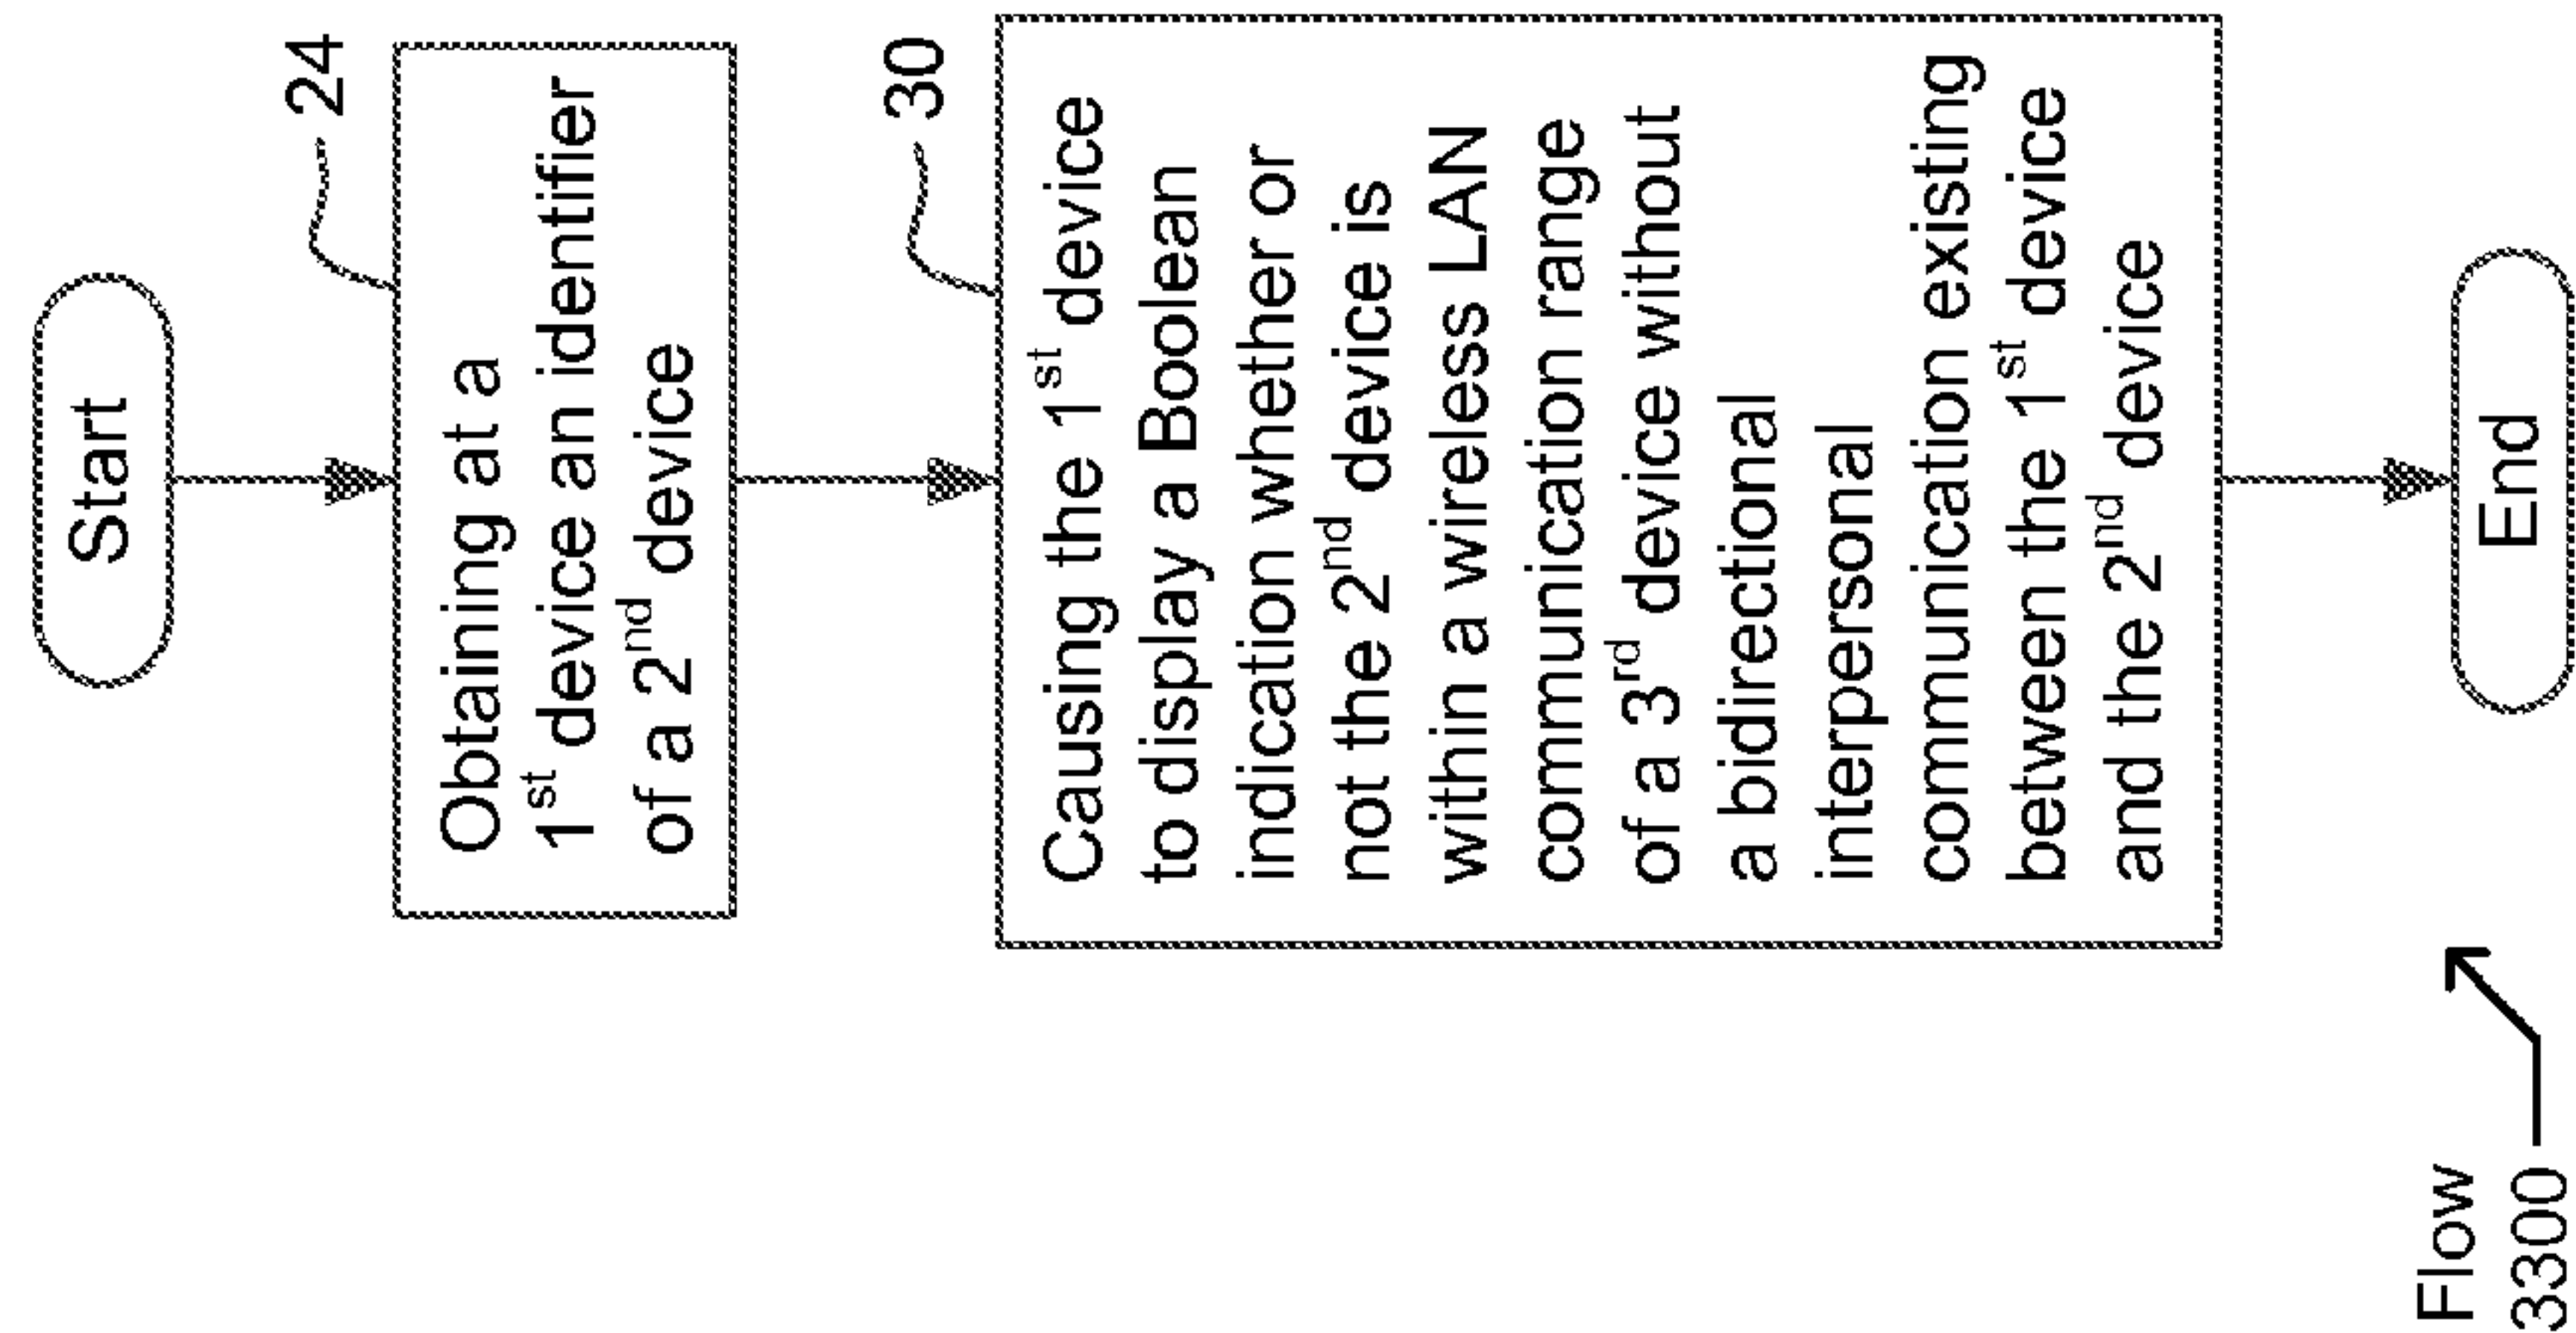 Start
24
Obtaining at a
1st device an identifier
of a 2nd device
30
Causing the 1st device
to display a Boolean
indication whether or
not the 2nd device is
within a wireless LAN
communication range
of a 3rd device without
a bidirectional
interpersonal
communication existing
between the 1st device
and the 2nd device
End
Flow
3300